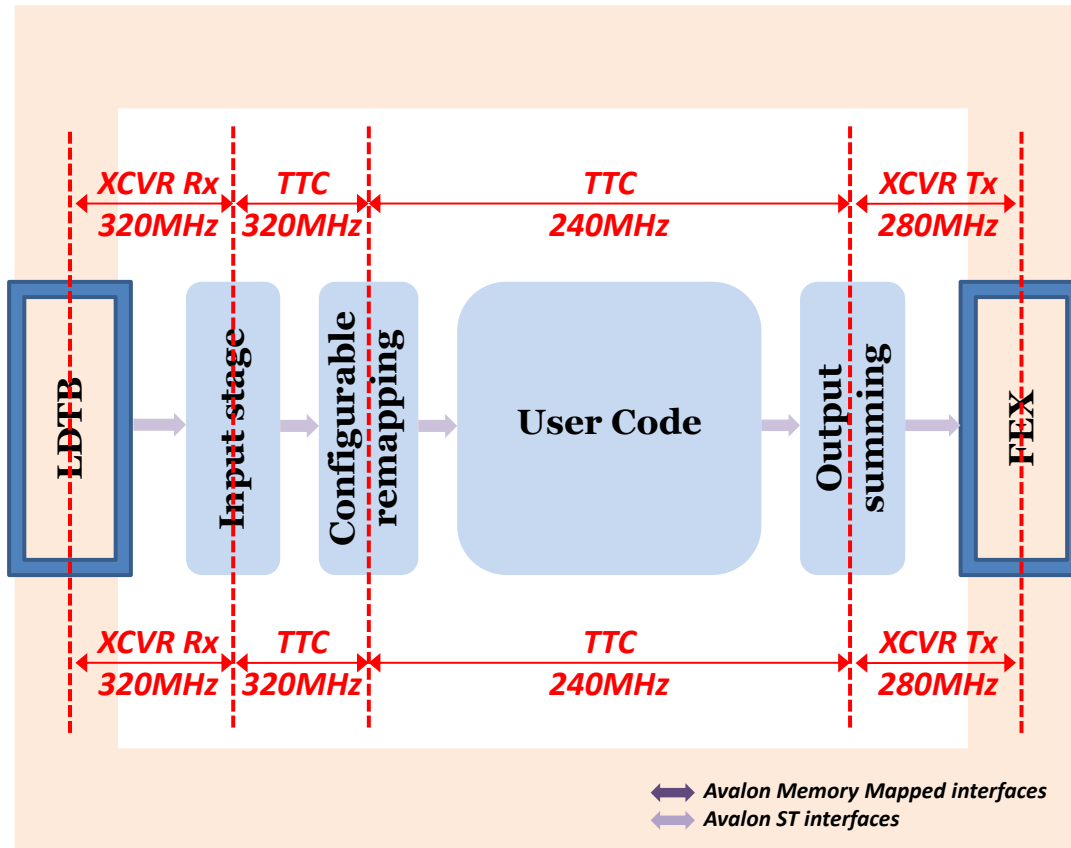 XCVR Rx
320MHz
TTC
320MHz
TTC
240MHz
XCVR Tx
280MHz
LDTB
Input stage
Configurable
remapping
User Code
Output
summing
FEX
XCVR Rx
320MHz
TTC
320MHz
TTC
240MHz
XCVR Tx
280MHz
Avalon Memory Mapped interfaces
Avalon ST interfaces